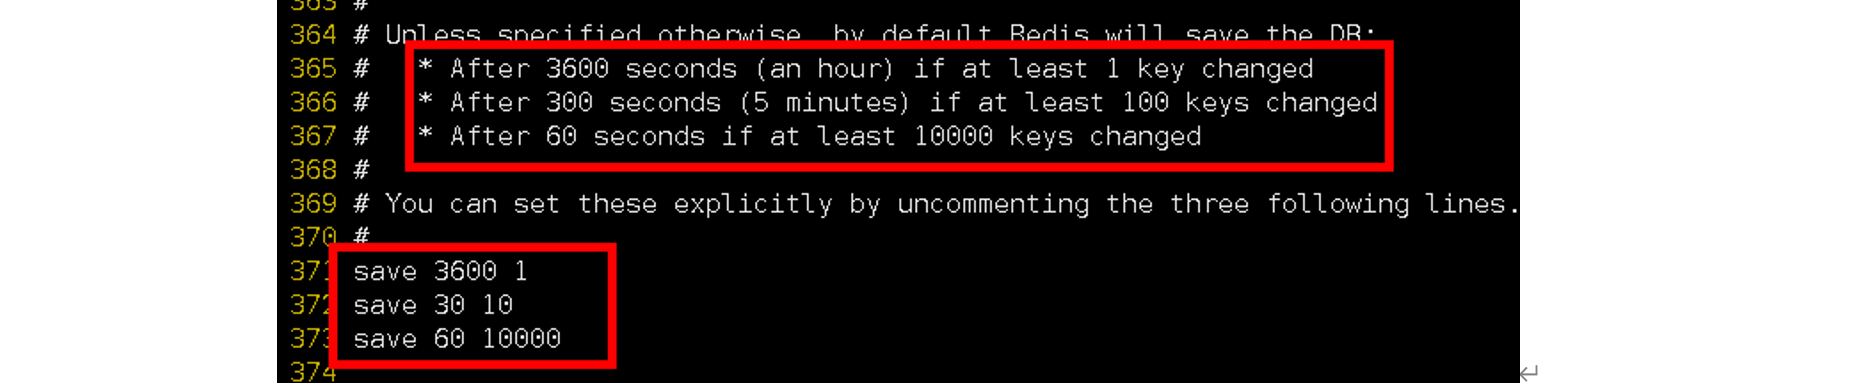 363 #
364 # Unless specified otherwise, by default Redis will save the DB:
365 #   * After 3600 seconds (an hour) if at least 1 key changed
366 #   * After 300 seconds (5 minutes) if at least 100 keys changed
367 #   * After 60 seconds if at least 10000 keys changed
368 #
369 # You can set these explicitly by uncommenting the three following lines.
370 #
371 save 3600 1
372 save 30 10
373 save 60 10000
374